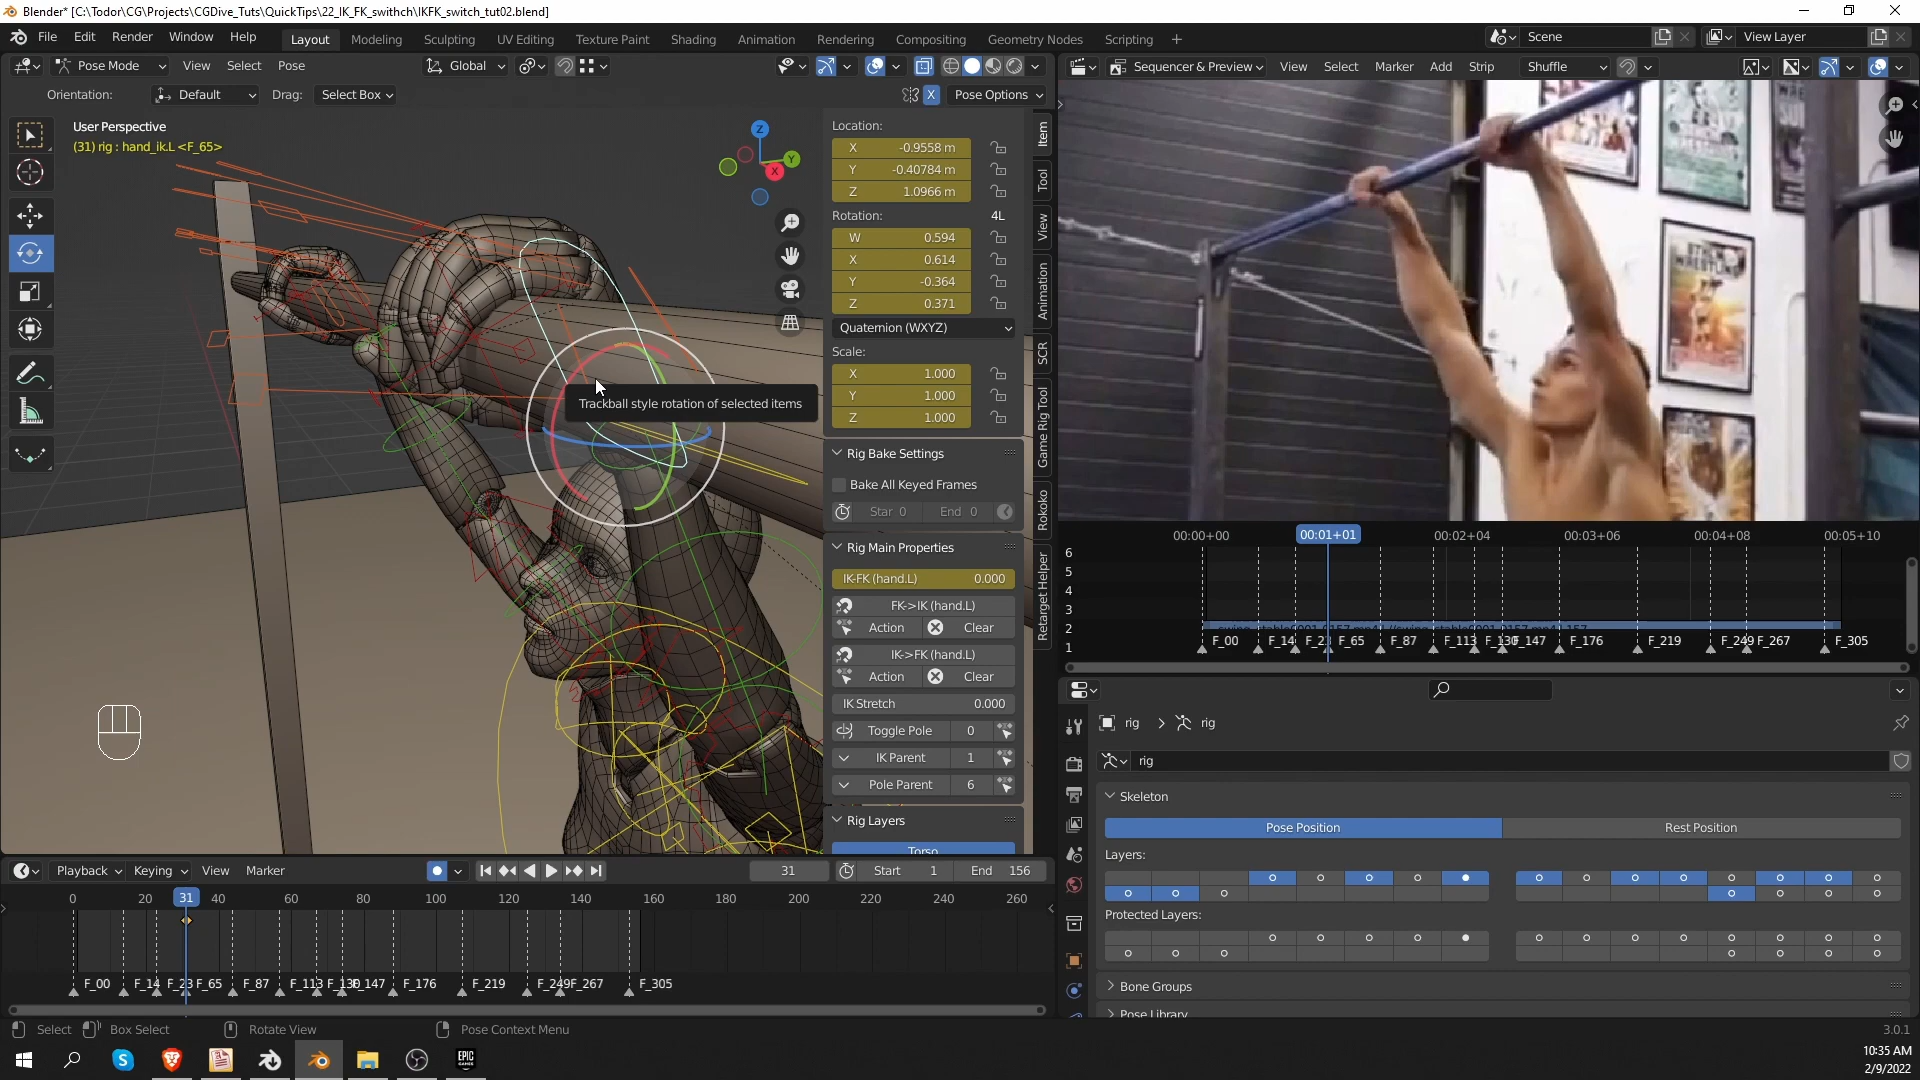 Blender* [C:\Todor\CG\Projects\CGDive_Tuts\QuickTips\22_IK_FK_swithch\IKFK_switch_tut02.blend]
File Edit Render Window Help
Layout Modeling Sculpting UV Editing Texture Paint Shading Animation Rendering Compositing Geometry Nodes Scripting +
Scene
View Layer
Pose Mode View Select Pose Global
Orientation: Default Drag: Select Box X Pose Options
User Perspective
(31) rig : hand_ik.L <F_65>
Z
Y
X
Location:
X -0.9558 m
Y -0.40784 m
Z 1.0966 m
Rotation: 4L
W 0.594
X 0.614
Y -0.364
Z 0.371
Quaternion (WXYZ)
Scale:
X 1.000
Y 1.000
Z 1.000
Trackball style rotation of selected items
Rig Bake Settings
Bake All Keyed Frames
Star 0 End 0
Rig Main Properties
IK-FK (hand.L) 0.000
FK->IK (hand.L)
Action Clear
IK->FK (hand.L)
Action Clear
IK Stretch 0.000
Toggle Pole 0
IK Parent 1
Pole Parent 6
Rig Layers
Torso
Item
Tool
View
Animation
SCR
Game Rig Tool
Rokoko
Retarget Helper
Sequencer & Preview View Select Marker Add Strip Shuffle
00:00+00 00:01+01 00:02+04 00:03+06 00:04+08 00:05+10
6
5
4
3
2
1
F_00 F_14 F_23 F_65 F_87 F_113 F_130 F_147 F_176 F_219 F_249 F_267 F_305
rig > rig
rig
Skeleton
Pose Position Rest Position
Layers:
Protected Layers:
Bone Groups
Pose Library
Playback Keying View Marker 31 Start 1 End 156
0 20 31 40 60 80 100 120 140 160 180 200 220 240 260
F_00 F_14 F_23 F_65 F_87 F_113 F_130 F_147 F_176 F_219 F_249 F_267 F_305
Select Box Select Rotate View Pose Context Menu 3.0.1
EPIC GAMES
10:35 AM
2/9/2022